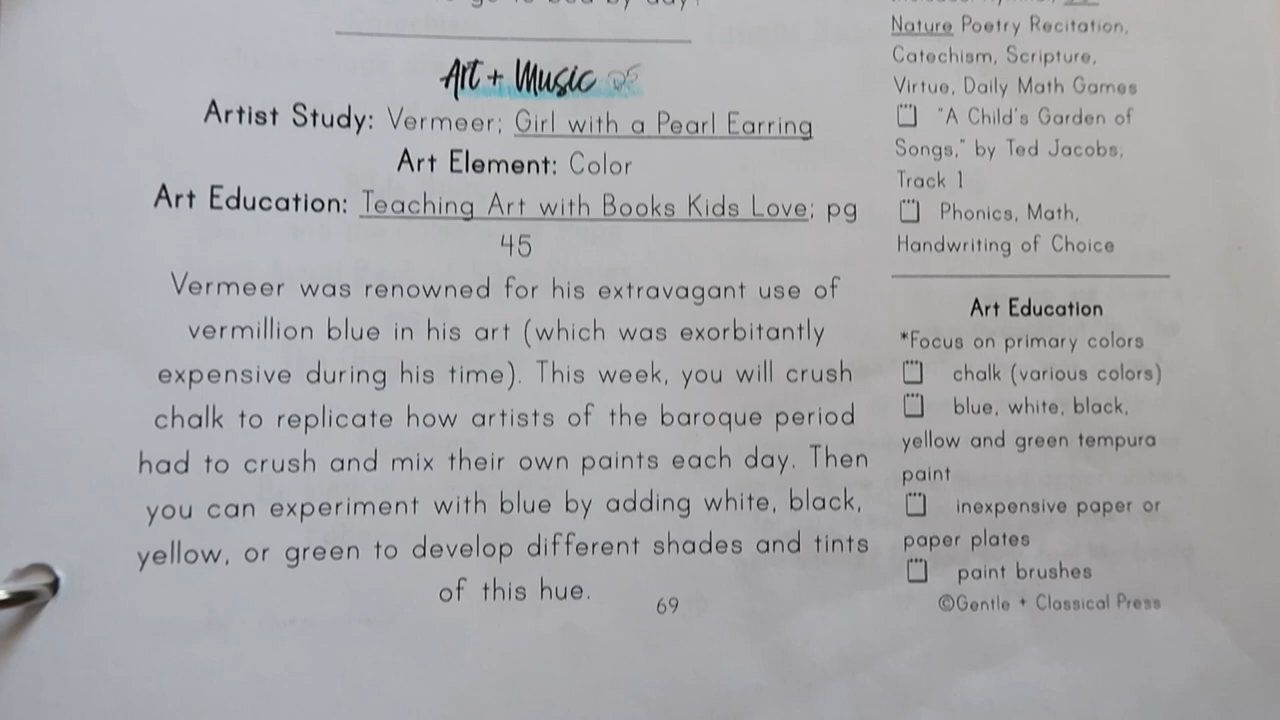 to go to bed by day?
Art + Music
Artist Study: Vermeer; Girl with a Pearl Earring
Art Element: Color
Art Education: Teaching Art with Books Kids Love; pg
45
Vermeer was renowned for his extravagant use of
vermillion blue in his art (which was exorbitantly
expensive during his time). This week, you will crush
chalk to replicate how artists of the baroque period
had to crush and mix their own paints each day. Then
you can experiment with blue by adding white, black,
yellow, or green to develop different shades and tints
of this hue.
69
Nature Poetry Recitation,
Catechism, Scripture,
Virtue, Daily Math Games
"A Child's Garden of
Songs," by Ted Jacobs;
Track 1
Phonics, Math,
Handwriting of Choice
Art Education
*Focus on primary colors
chalk (various colors)
blue, white, black,
yellow and green tempura
paint
inexpensive paper or
paper plates
paint brushes
©Gentle + Classical Press